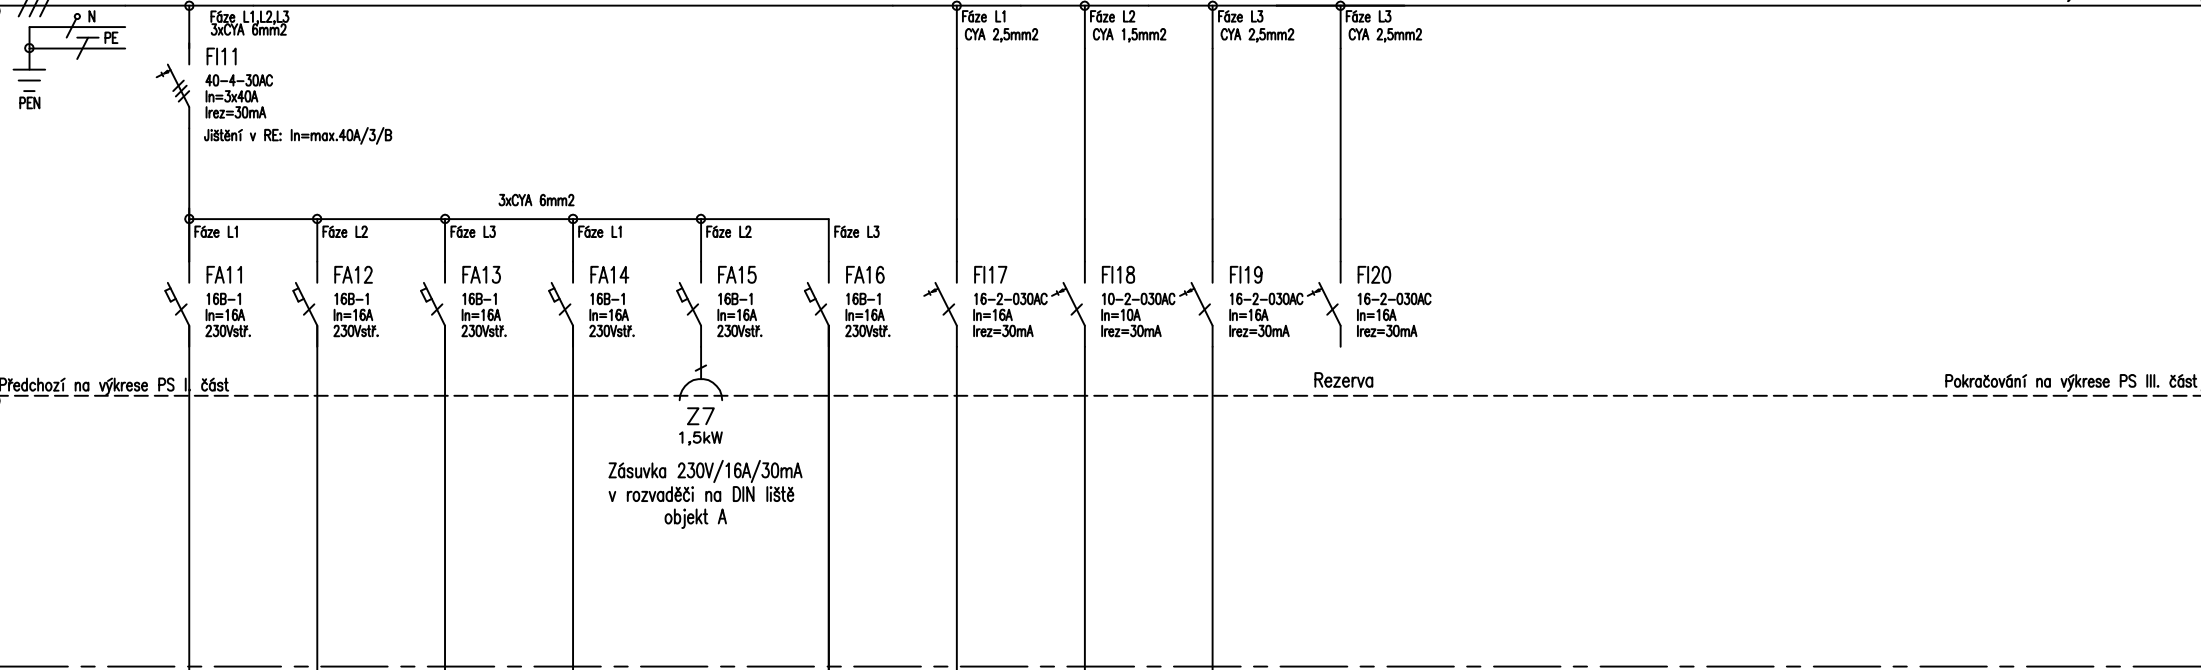 N
PE
PEN
Fáze L1,L2,L3
3xCYA 6mm2
FI11
40-4-30AC
In=3x40A
Irez=30mA
Jištění v RE: In=max.40A/3/B
Fáze L1
CYA 2,5mm2
Fáze L2
CYA 1,5mm2
Fáze L3
CYA 2,5mm2
Fáze L3
CYA 2,5mm2
3xCYA 6mm2
Fáze L1
Fáze L2
Fáze L3
Fáze L1
Fáze L2
Fáze L3
FA11
16B-1
In=16A
230Vstř.
FA12
16B-1
In=16A
230Vstř.
FA13
16B-1
In=16A
230Vstř.
FA14
16B-1
In=16A
230Vstř.
FA15
16B-1
In=16A
230Vstř.
FA16
16B-1
In=16A
230Vstř.
FI17
16-2-030AC
In=16A
Irez=30mA
FI18
10-2-030AC
In=10A
Irez=30mA
FI19
16-2-030AC
In=16A
Irez=30mA
FI20
16-2-030AC
In=16A
Irez=30mA
Předchozí na výkrese PS I. část
Rezerva
Pokračování na výkrese PS III. část
Z7
1,5kW
Zásuvka 230V/16A/30mA
v rozvaděči na DIN liště
objekt A